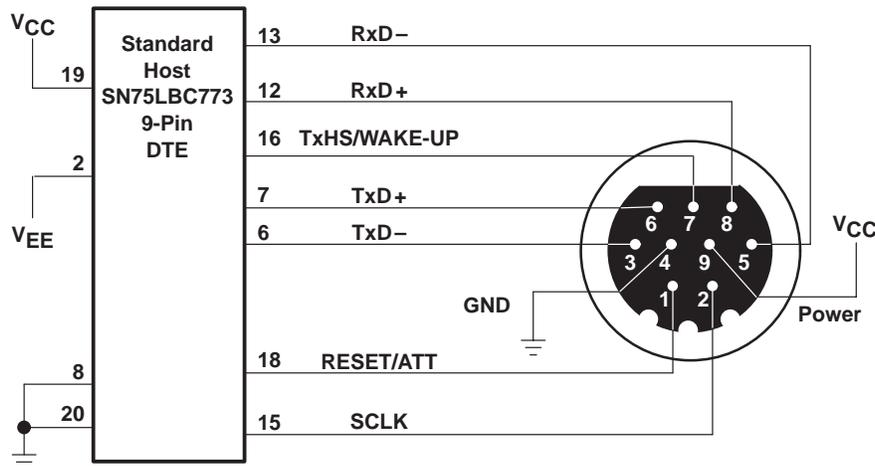 VCC
Standard
Host
SN75LBC773
9-Pin
DTE
19
2
VEE
8
20
13 RxD–
12 RxD+
16 TxHS/WAKE-UP
7 TxD+
6 TxD–
18 RESET/ATT
15 SCLK
GND
6 7 8
3 4 9 5
1 2
VCC
Power